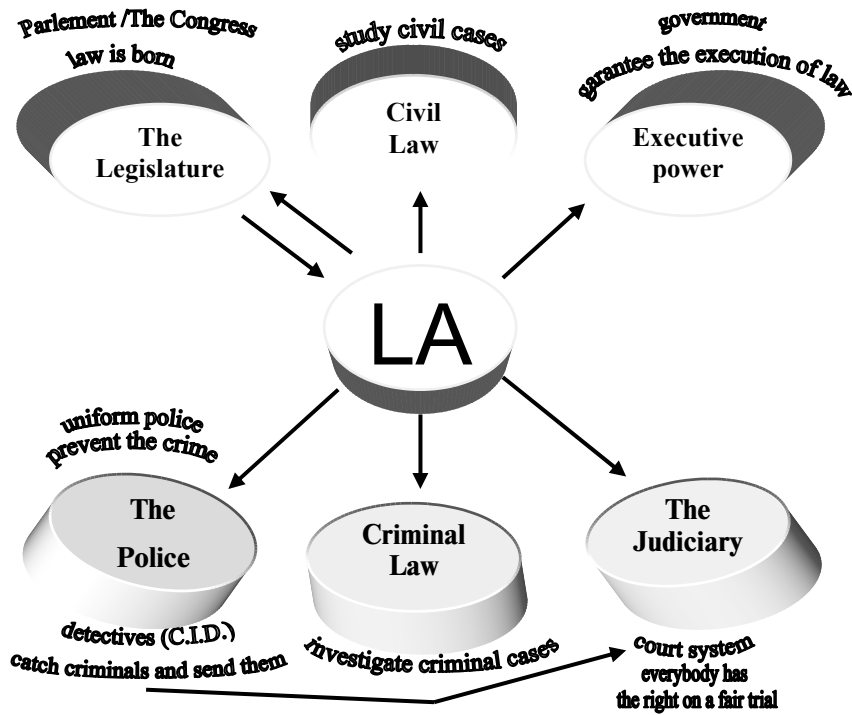 Parlement /The Congress
law is born
The
Legislature
study civil cases
Civil
Law
government
garantee the execution of law
Executive
power
LA
uniform police
prevent the crime
The
Police
detectives (C.I.D.)
catch criminals and send them
Criminal
Law
investigate criminal cases
The
Judiciary
court system
everybody has
the right on a fair trial